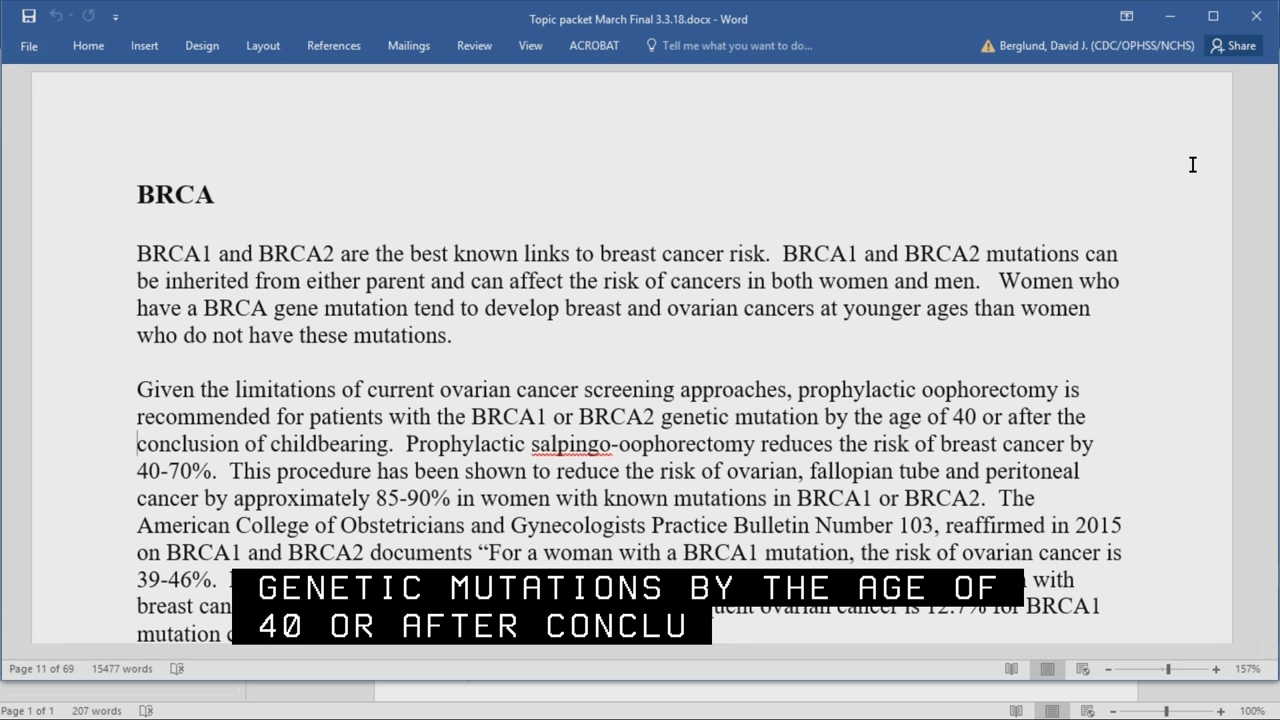 Topic packet March Final 3.3.18.docx - Word
File Home Insert Design Layout References Mailings Review View ACROBAT Tell me what you want to do... Berglund, David J. (CDC/OPHSS/NCHS) Share
BRCA
BRCA1 and BRCA2 are the best known links to breast cancer risk.  BRCA1 and BRCA2 mutations can
be inherited from either parent and can affect the risk of cancers in both women and men.   Women who
have a BRCA gene mutation tend to develop breast and ovarian cancers at younger ages than women
who do not have these mutations.
Given the limitations of current ovarian cancer screening approaches, prophylactic oophorectomy is
recommended for patients with the BRCA1 or BRCA2 genetic mutation by the age of 40 or after the
conclusion of childbearing.  Prophylactic salpingo-oophorectomy reduces the risk of breast cancer by
40-70%.  This procedure has been shown to reduce the risk of ovarian, fallopian tube and peritoneal
cancer by approximately 85-90% in women with known mutations in BRCA1 or BRCA2.  The
American College of Obstetricians and Gynecologists Practice Bulletin Number 103, reaffirmed in 2015
on BRCA1 and BRCA2 documents “For a woman with a BRCA1 mutation, the risk of ovarian cancer is
39-46%. with
breast can ovarian cancer is 12.7% for BRCA1
mutation
GENETIC MUTATIONS BY THE AGE OF
40 OR AFTER CONCLU
Page 11 of 69 15477 words 157%
Page 1 of 1 207 words 100%